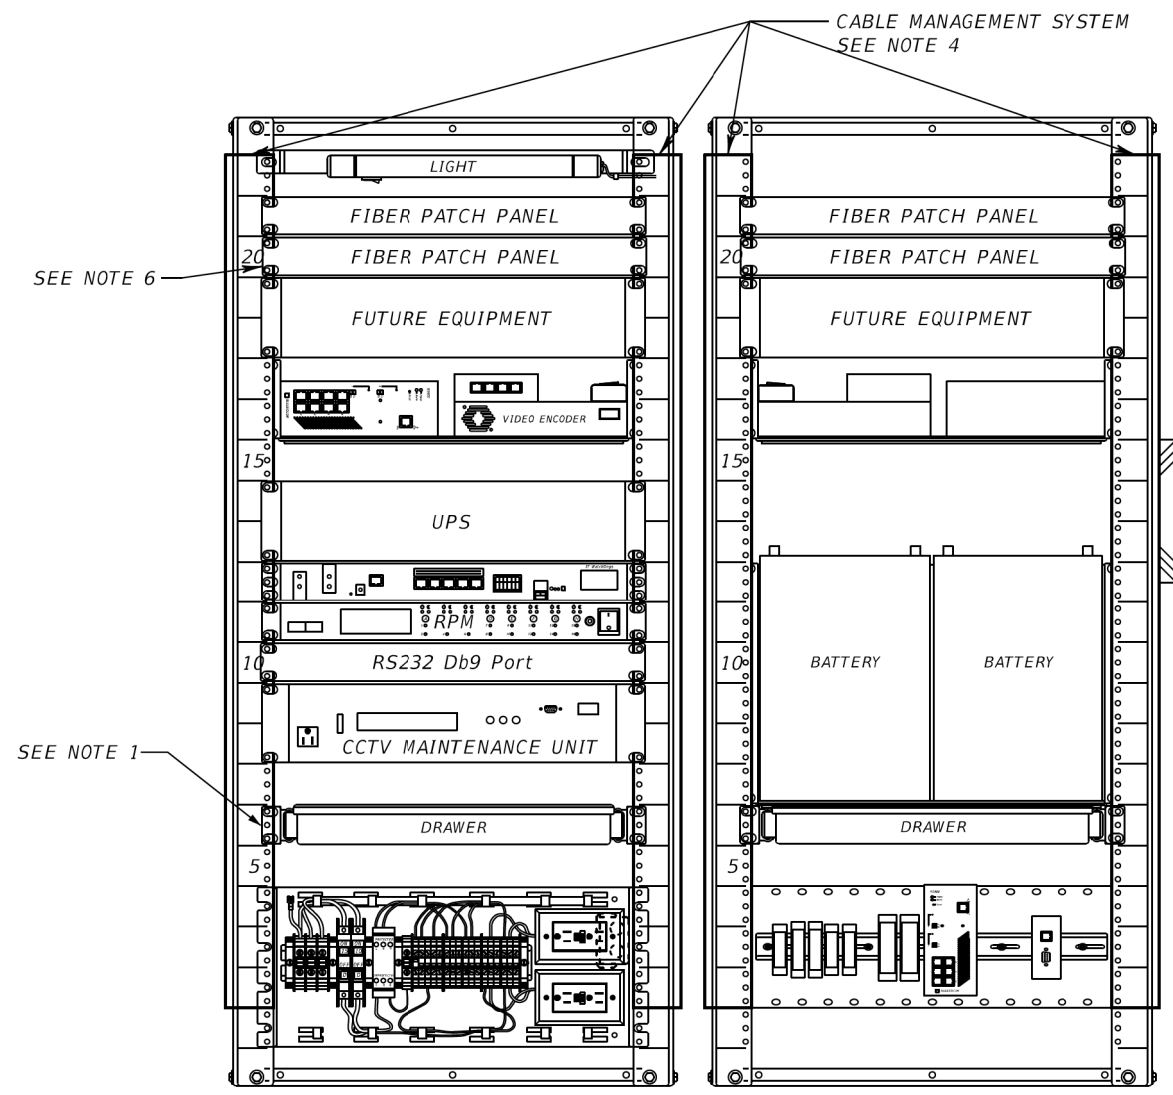 CABLE MANAGEMENT SYSTEM
SEE NOTE 4
LIGHT
FIBER PATCH PANEL
FIBER PATCH PANEL
20
FIBER PATCH PANEL
20
FIBER PATCH PANEL
SEE NOTE 6
FUTURE EQUIPMENT
FUTURE EQUIPMENT
VIDEO ENCODER
15
15
UPS
RPM
10
RS232 Db9 Port
10
BATTERY
BATTERY
SEE NOTE 1
CCTV MAINTENANCE UNIT
DRAWER
DRAWER
5
5